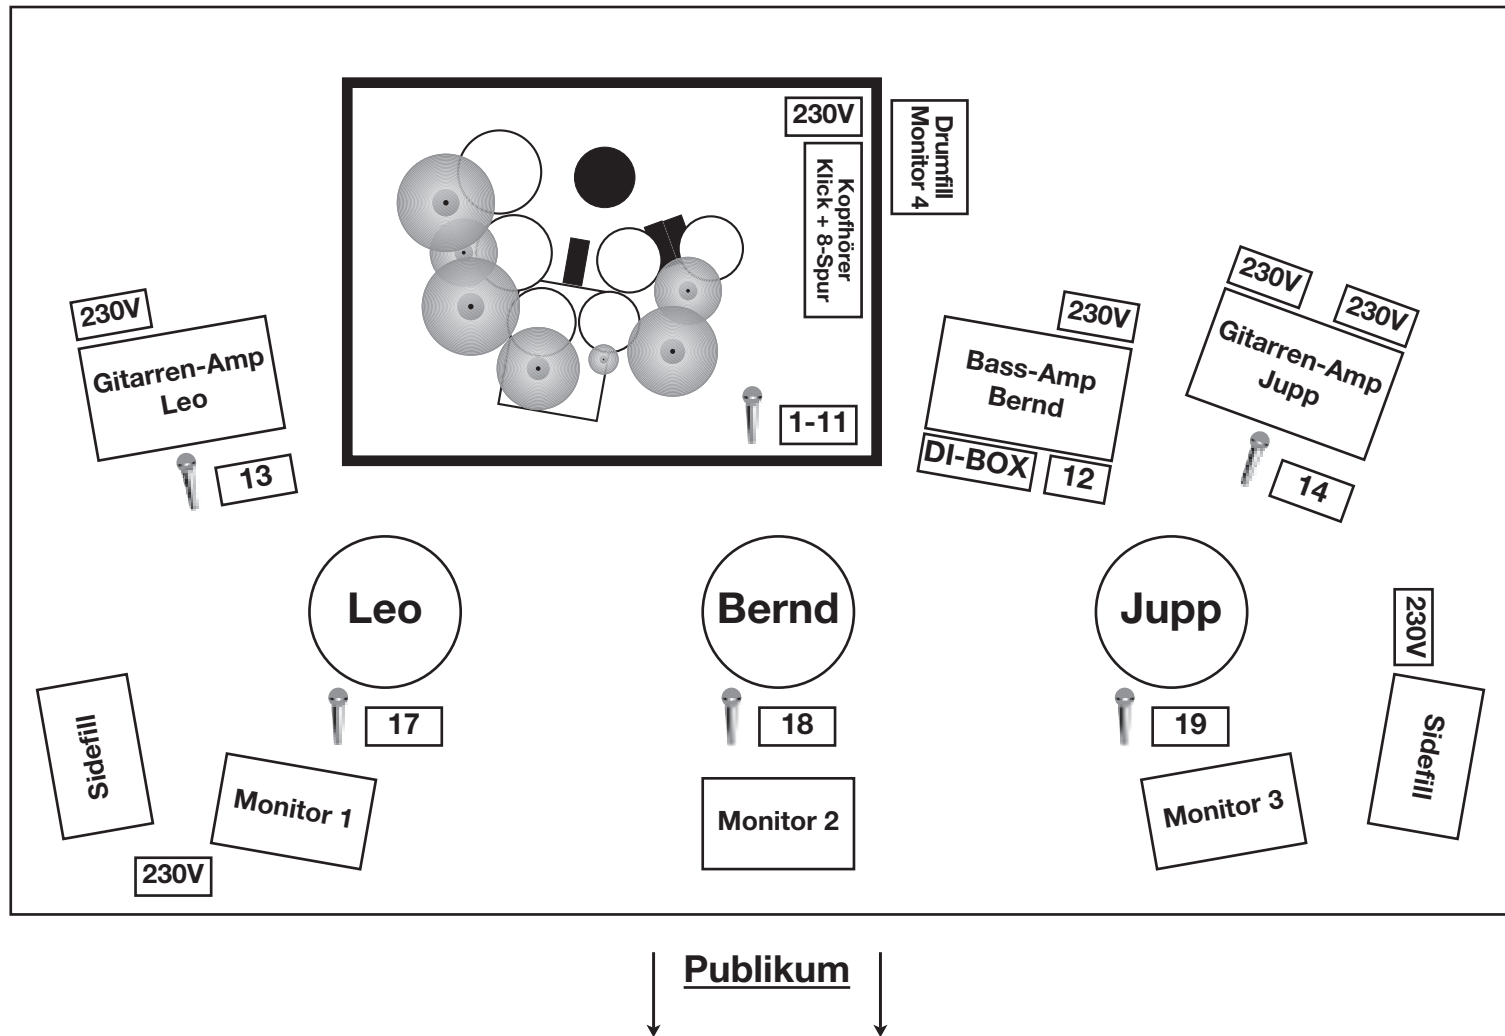 230V
Drumfill
Monitor 4
Kopfhörer
Klick + 8-Spur
230V
230V
230V
230V
Gitarren-Amp
Leo
Bass-Amp
Bernd
Gitarren-Amp
Jupp
1-11
13
DI-BOX
12
14
Leo
Bernd
Jupp
230V
17
18
19
Sidefill
Monitor 1
Monitor 2
Monitor 3
Sidefill
230V
Publikum